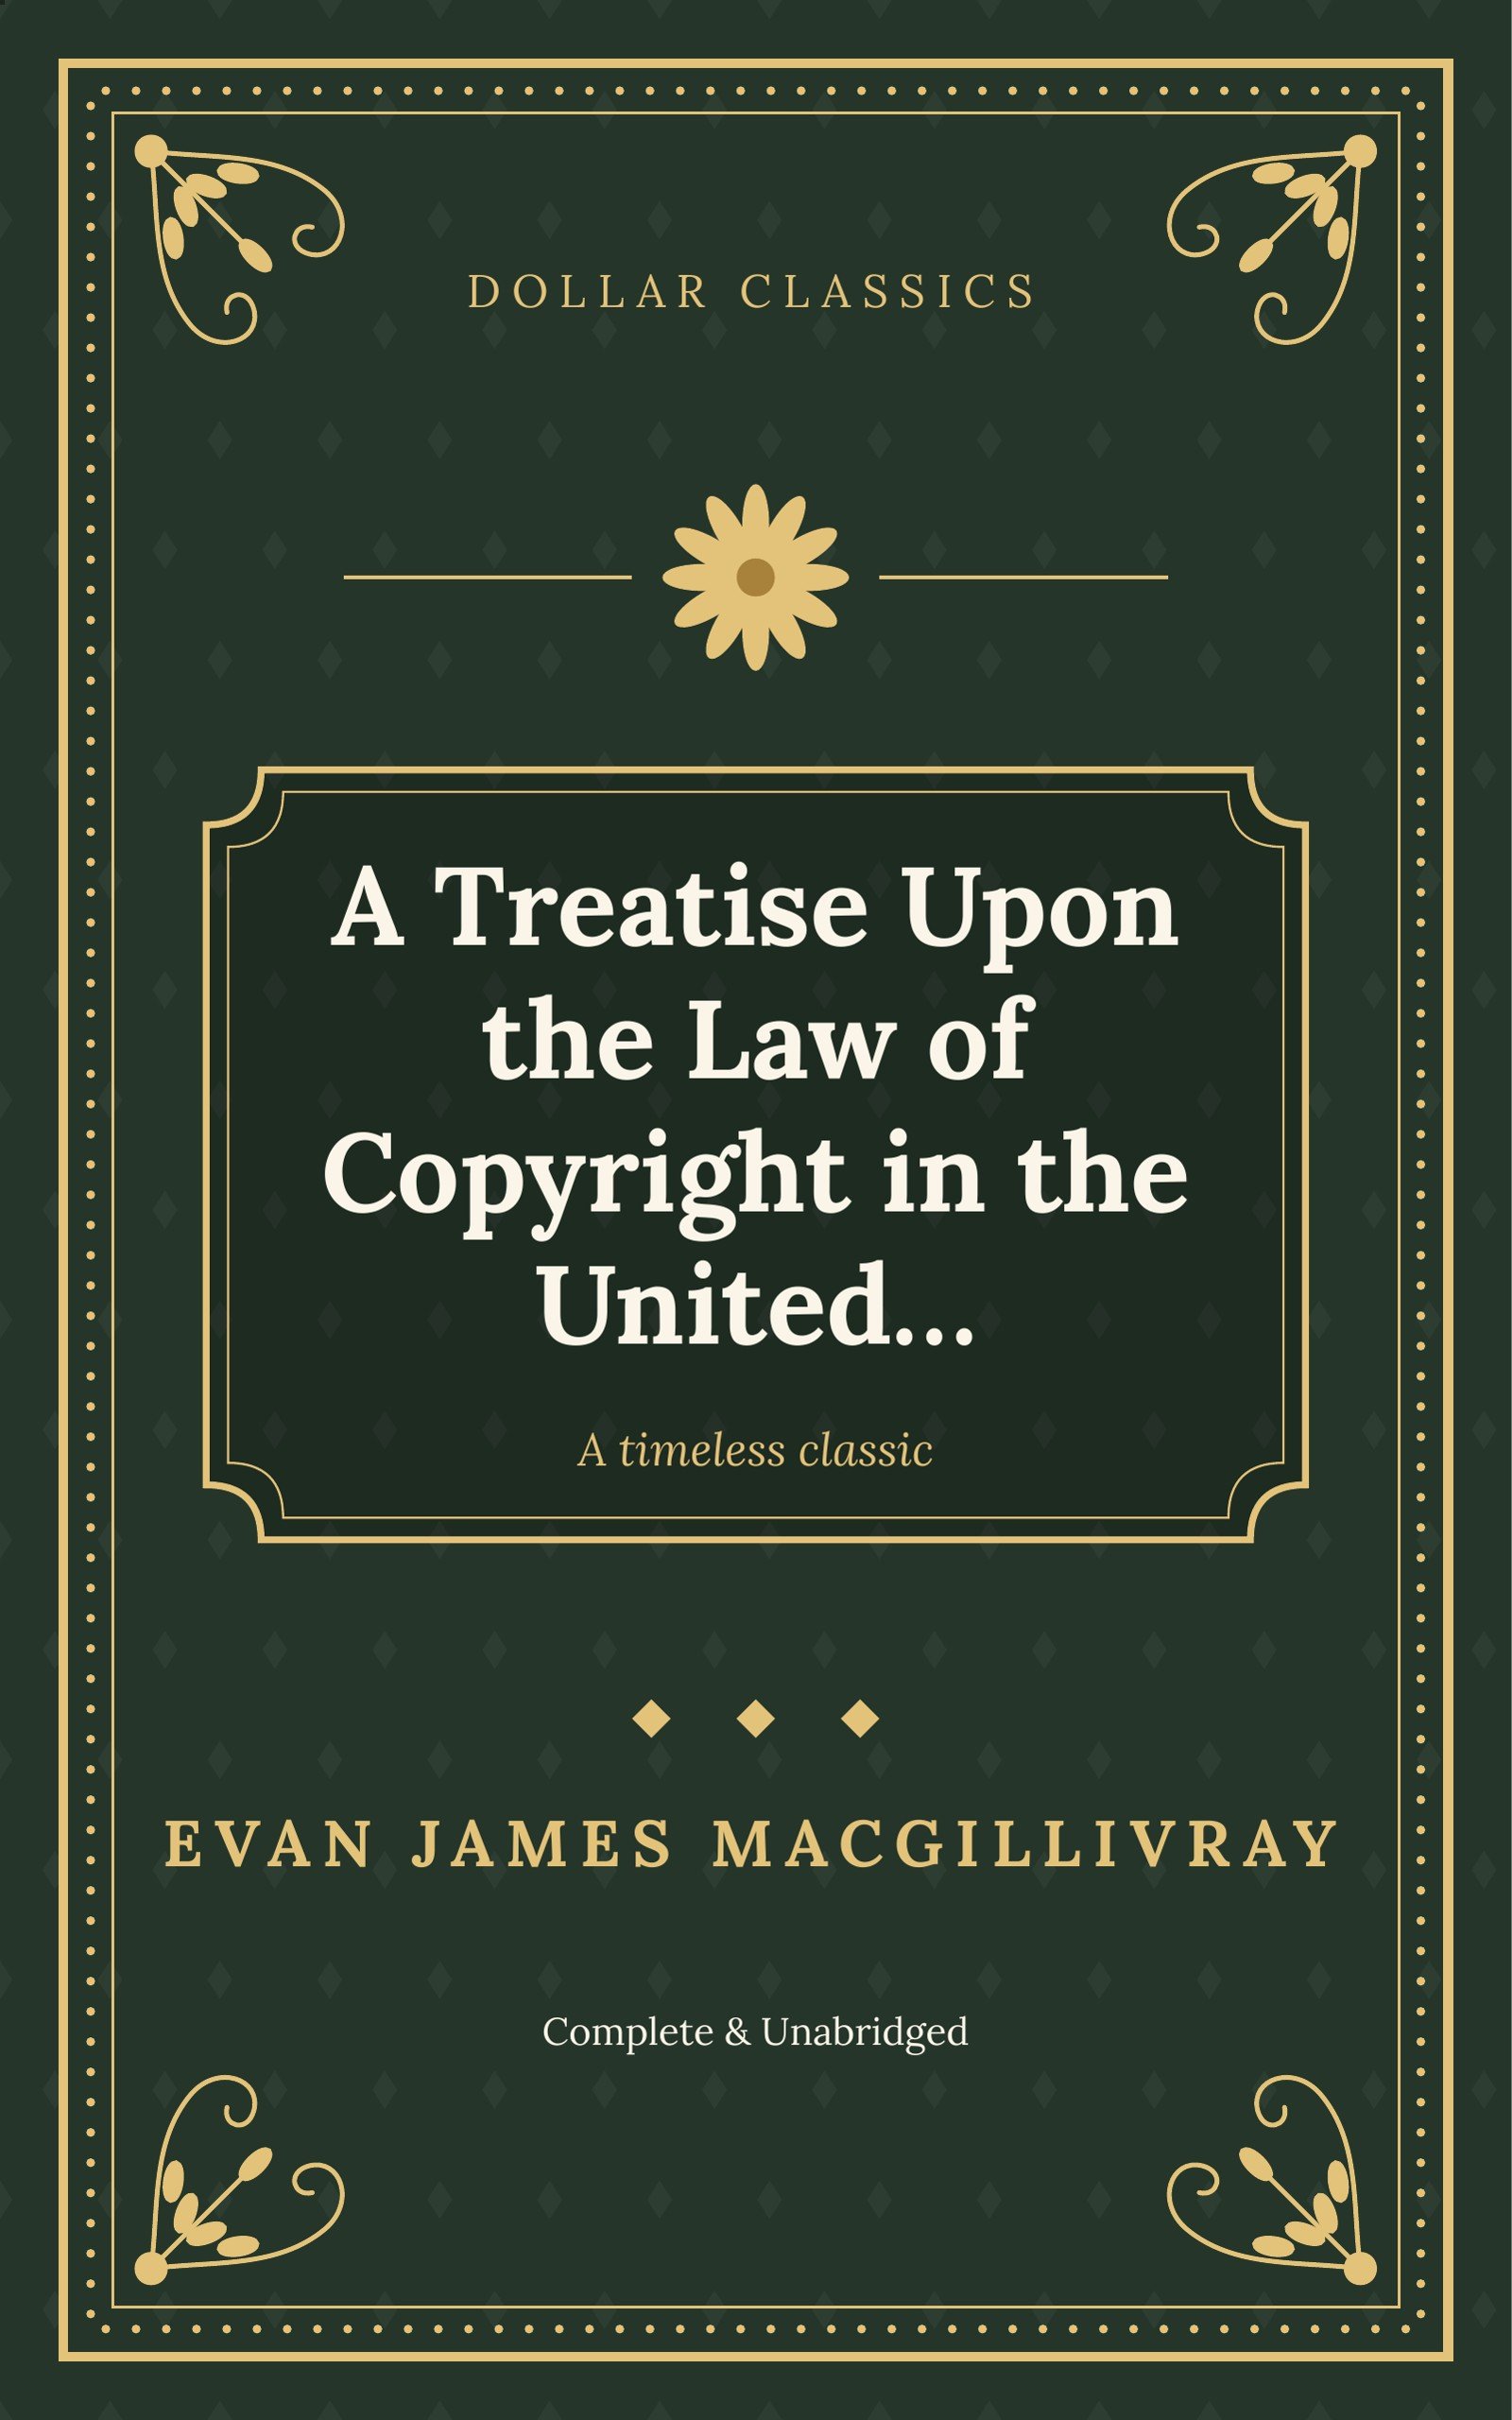 DOLLAR CLASSICS
A Treatise Upon
the Law of
Copyright in the
United...
A timeless classic
EVAN JAMES MACGILLIVRAY
Complete & Unabridged